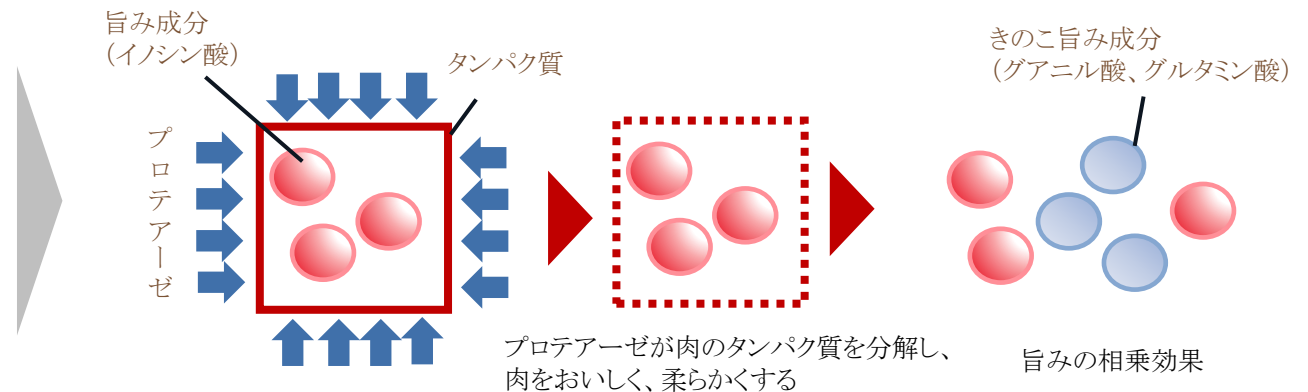 旨み成分
（イノシン酸）
タンパク質
プロテアーゼ
きのこ旨み成分
（グアニル酸、グルタミン酸）
プロテアーゼが肉のタンパク質を分解し、
肉をおいしく、柔らかくする
旨みの相乗効果